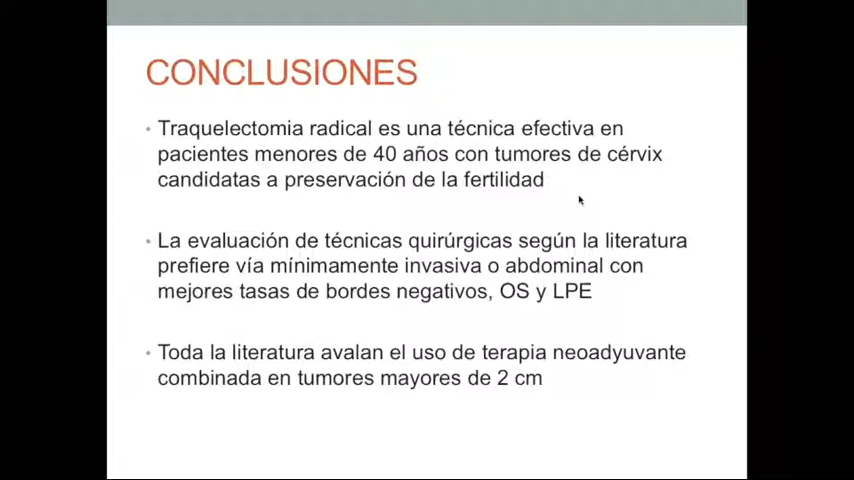 CONCLUSIONES
• Traquelectomia radical es una técnica efectiva en
pacientes menores de 40 años con tumores de cérvix
candidatas a preservación de la fertilidad
• La evaluación de técnicas quirúrgicas según la literatura
prefiere vía mínimamente invasiva o abdominal con
mejores tasas de bordes negativos, OS y LPE
• Toda la literatura avalan el uso de terapia neoadyuvante
combinada en tumores mayores de 2 cm